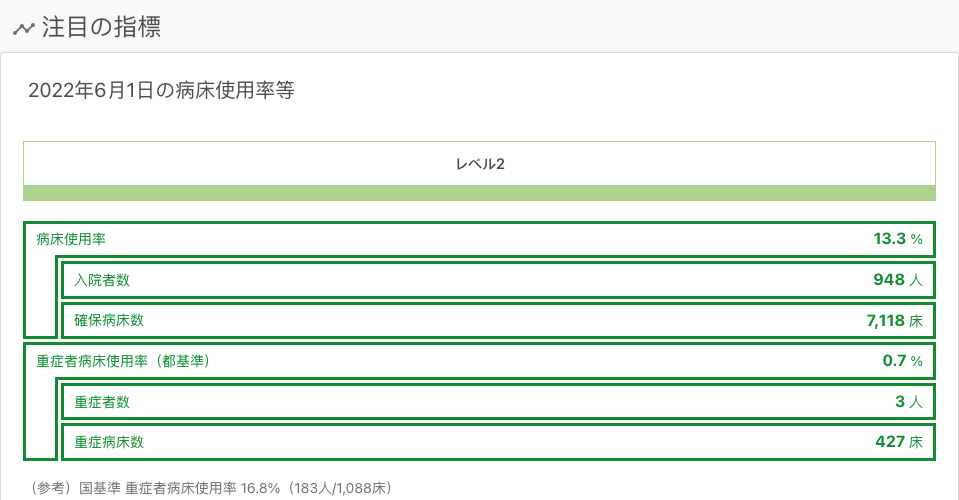 注目の指標
2022年6月1日の病床使用率等
レベル2
病床使用率 13.3 %
入院者数 948 人
確保病床数 7,118 床
重症者病床使用率（都基準） 0.7 %
重症者数 3 人
重症病床数 427 床
（参考）国基準 重症者病床使用率 16.8%（183人/1,088床）